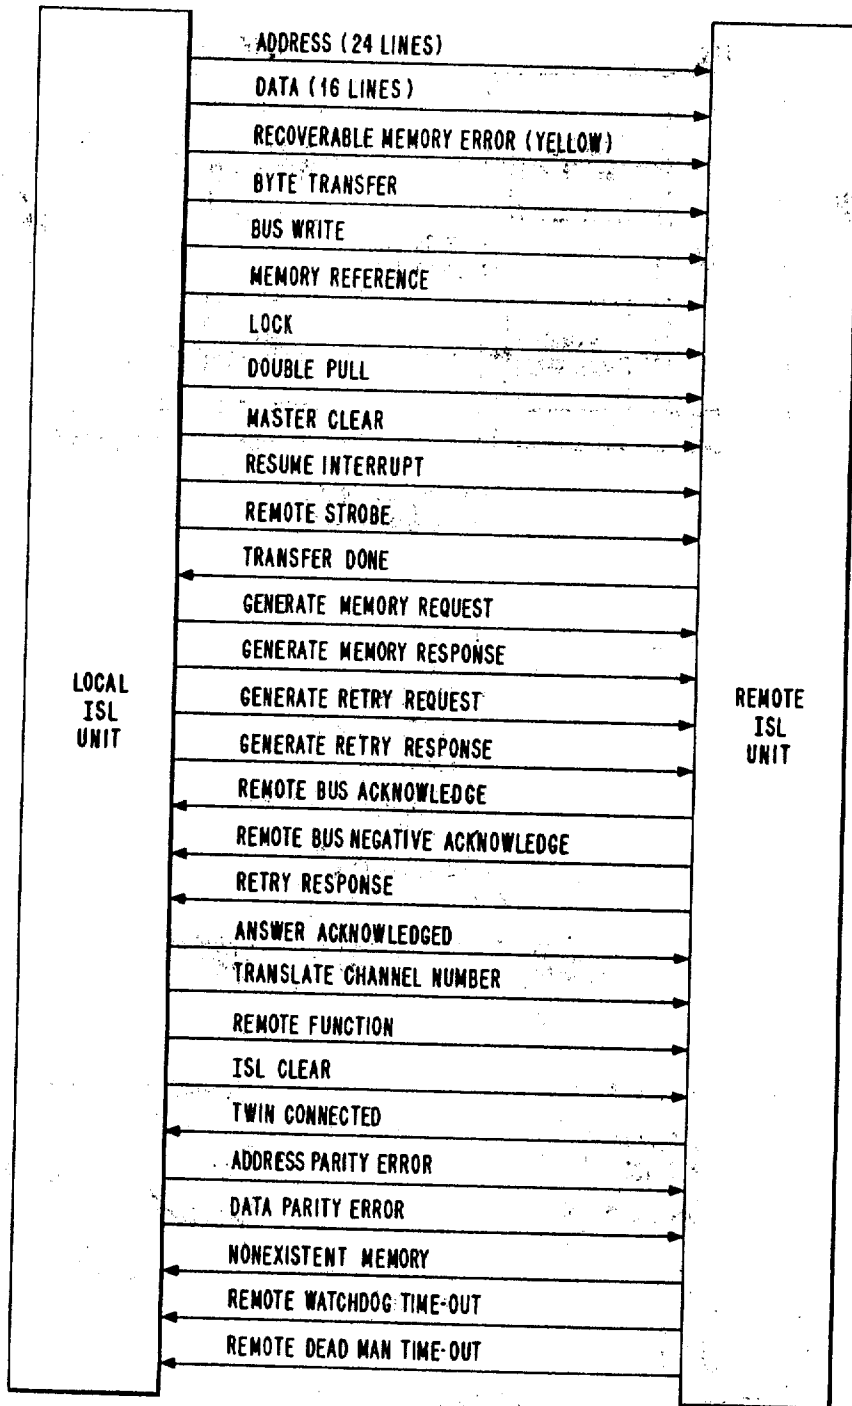 ADDRESS (24 LINES)
DATA (16 LINES)
RECOVERABLE MEMORY ERROR (YELLOW)
BYTE TRANSFER
BUS WRITE
MEMORY REFERENCE
LOCK
DOUBLE PULL
MASTER CLEAR
RESUME INTERRUPT
REMOTE STROBE
TRANSFER DONE
GENERATE MEMORY REQUEST
GENERATE MEMORY RESPONSE
GENERATE RETRY REQUEST
GENERATE RETRY RESPONSE
REMOTE BUS ACKNOWLEDGE
REMOTE BUS NEGATIVE ACKNOWLEDGE
RETRY RESPONSE
ANSWER ACKNOWLEDGED
TRANSLATE CHANNEL NUMBER
REMOTE FUNCTION
ISL CLEAR
TWIN CONNECTED
ADDRESS PARITY ERROR
DATA PARITY ERROR
NONEXISTENT MEMORY
REMOTE WATCHDOG TIME-OUT
REMOTE DEAD MAN TIME-OUT
LOCAL
ISL
UNIT
REMOTE
ISL
UNIT